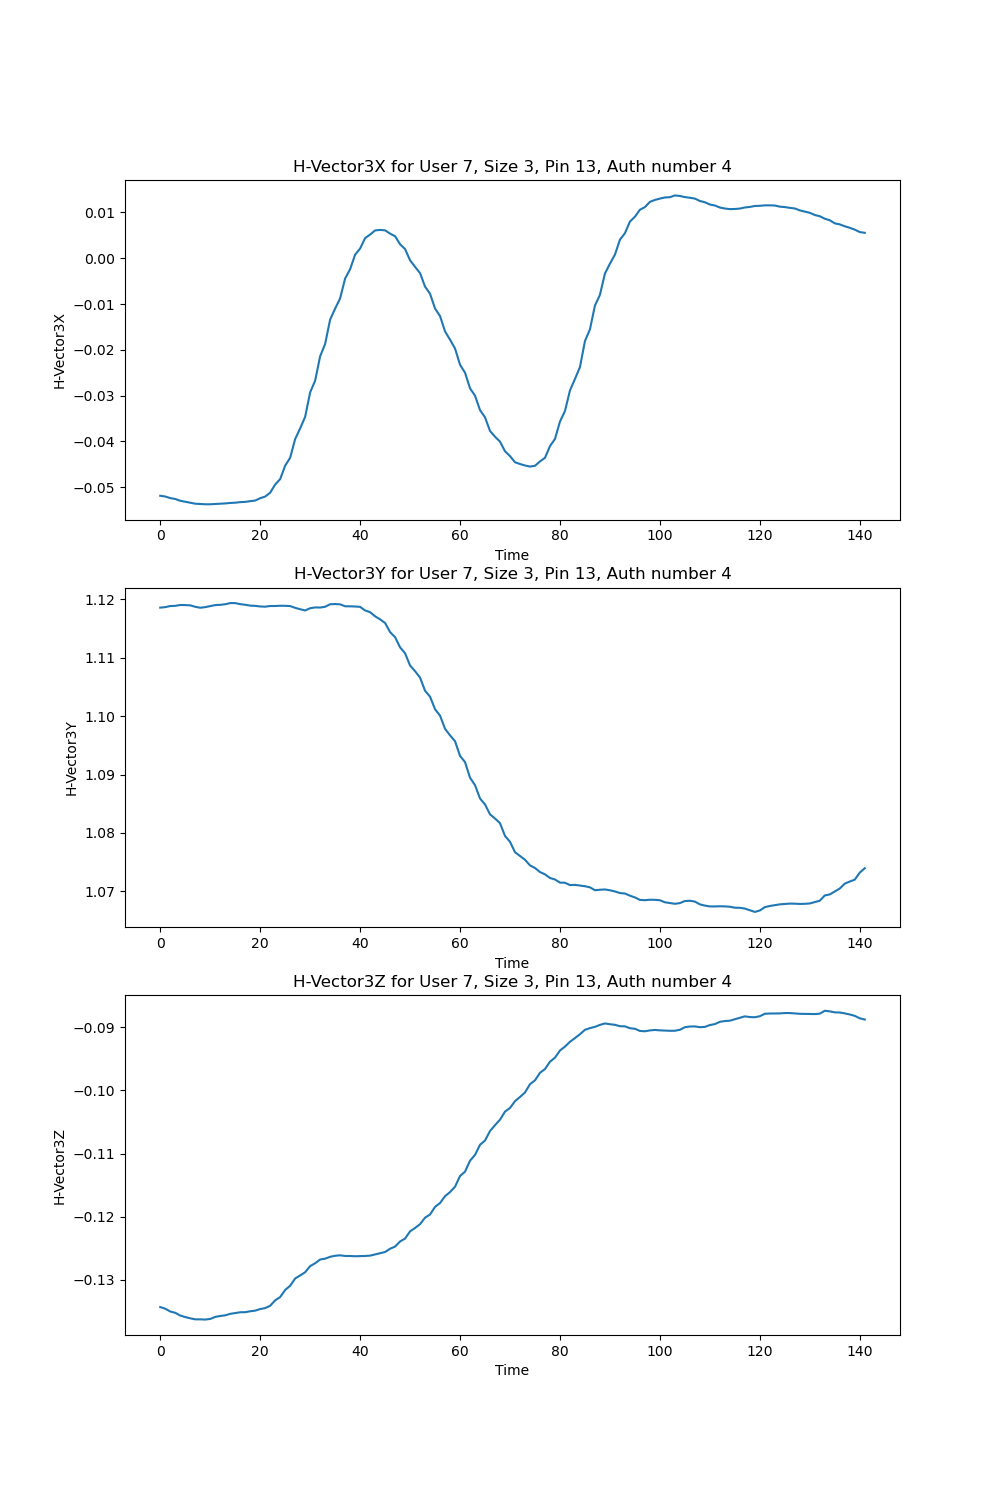 H-Vector3X for User 7, Size 3, Pin 13, Auth number 4
0.01
0.00
−0.01
−0.02
−0.03
−0.04
−0.05
H-Vector3X
0 20 40 60 80 100 120 140
Time
H-Vector3Y for User 7, Size 3, Pin 13, Auth number 4
1.12
1.11
1.10
1.09
1.08
1.07
H-Vector3Y
0 20 40 60 80 100 120 140
Time
H-Vector3Z for User 7, Size 3, Pin 13, Auth number 4
−0.09
−0.10
−0.11
−0.12
−0.13
H-Vector3Z
0 20 40 60 80 100 120 140
Time